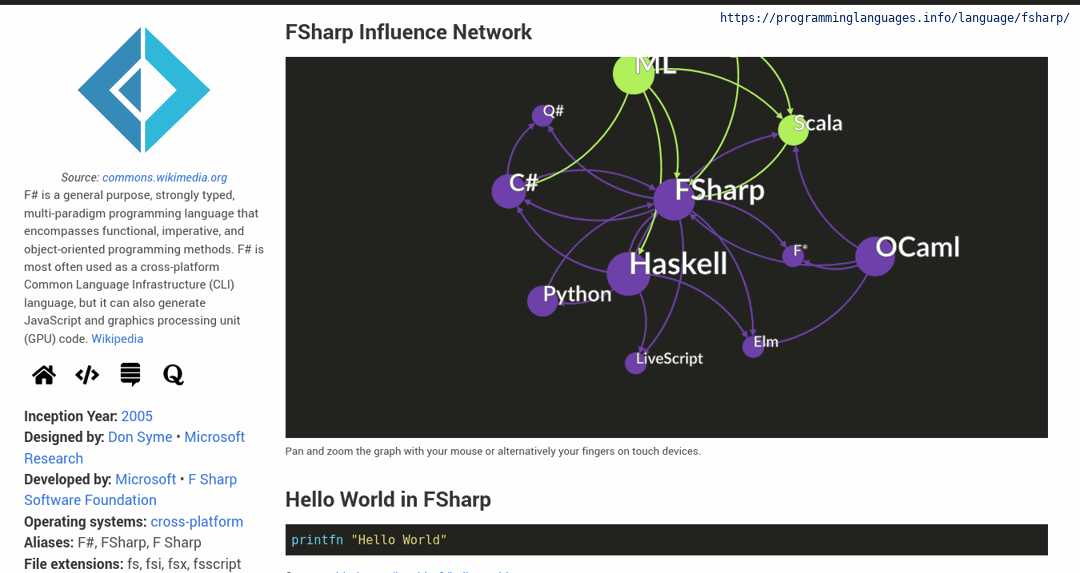 https://programminglanguages.info/language/fsharp/
FSharp Influence Network
ML
Q#
Scala
C#
FSharp
F*
OCaml
Haskell
Python
Elm
LiveScript
Pan and zoom the graph with your mouse or alternatively your fingers on touch devices.
Hello World in FSharp
printfn "Hello World"
Source: commons.wikimedia.org
F# is a general purpose, strongly typed,
multi-paradigm programming language that
encompasses functional, imperative, and
object-oriented programming methods. F# is
most often used as a cross-platform
Common Language Infrastructure (CLI)
language, but it can also generate
JavaScript and graphics processing unit
(GPU) code. Wikipedia
Inception Year: 2005
Designed by: Don Syme • Microsoft
Research
Developed by: Microsoft • F Sharp
Software Foundation
Operating systems: cross-platform
Aliases: F#, FSharp, F Sharp
File extensions: fs, fsi, fsx, fsscript